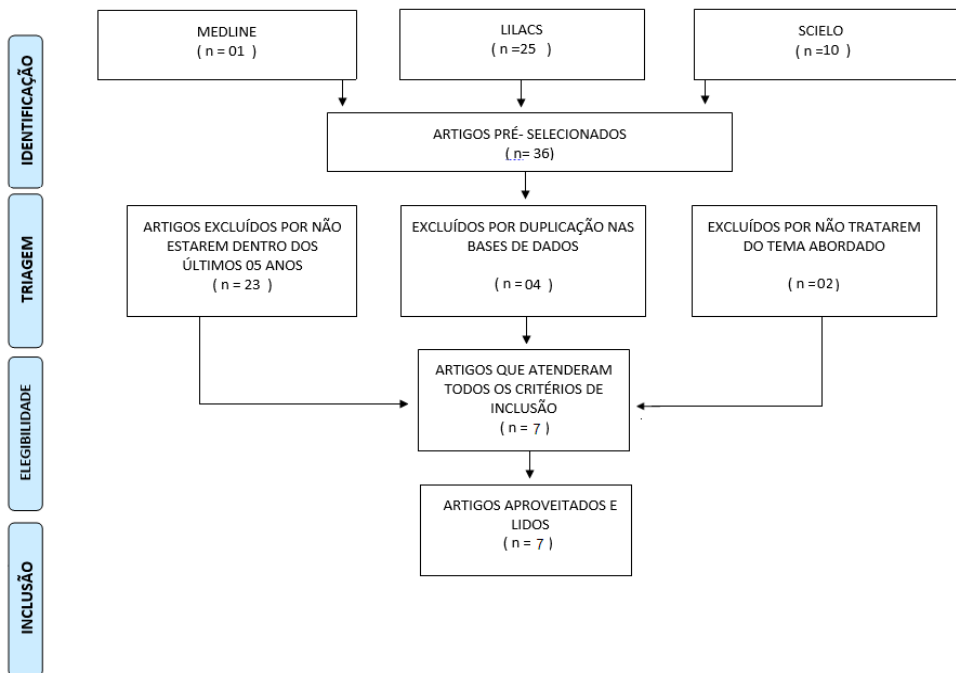 MEDLINE
( n = 01 )
LILACS
( n =25 )
SCIELO
( n =10 )
IDENTIFICAÇÃO
ARTIGOS PRÉ- SELECIONADOS
( n= 36)
TRIAGEM
ARTIGOS EXCLUÍDOS POR NÃO
ESTAREM DENTRO DOS
ÚLTIMOS 05 ANOS
( n = 23 )
EXCLUÍDOS POR DUPLICAÇÃO NAS
BASES DE DADOS
( n =04 )
EXCLUÍDOS POR NÃO TRATAREM
DO TEMA ABORDADO
( n =02)
ELEGIBILIDADE
ARTIGOS QUE ATENDERAM
TODOS OS CRITÉRIOS DE
INCLUSÃO
( n = 7 )
ARTIGOS APROVEITADOS E
LIDOS
( n = 7 )
INCLUSÃO